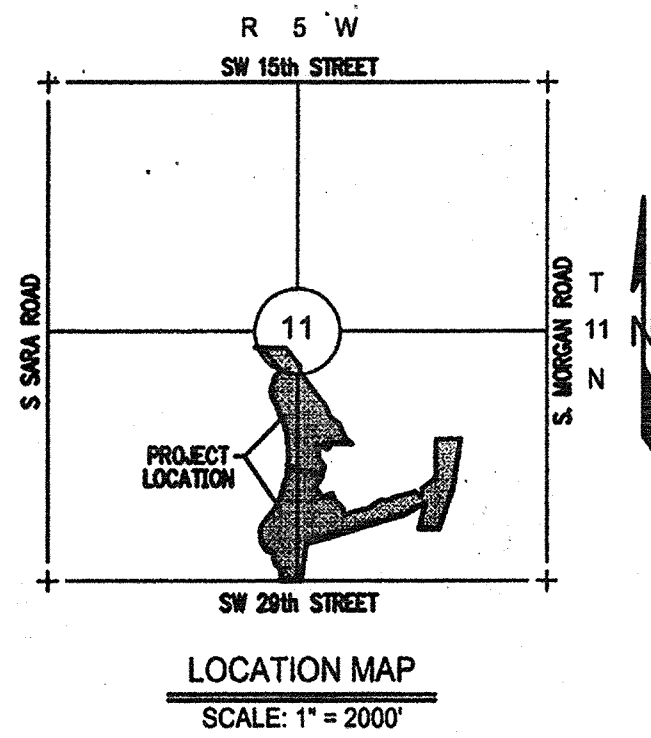 R 5 W
SW 15th STREET
S SARA ROAD
11
S. MORGAN ROAD
T
11
N
N
PROJECT
LOCATION
SW 29th STREET
LOCATION MAP
SCALE: 1" = 2000'